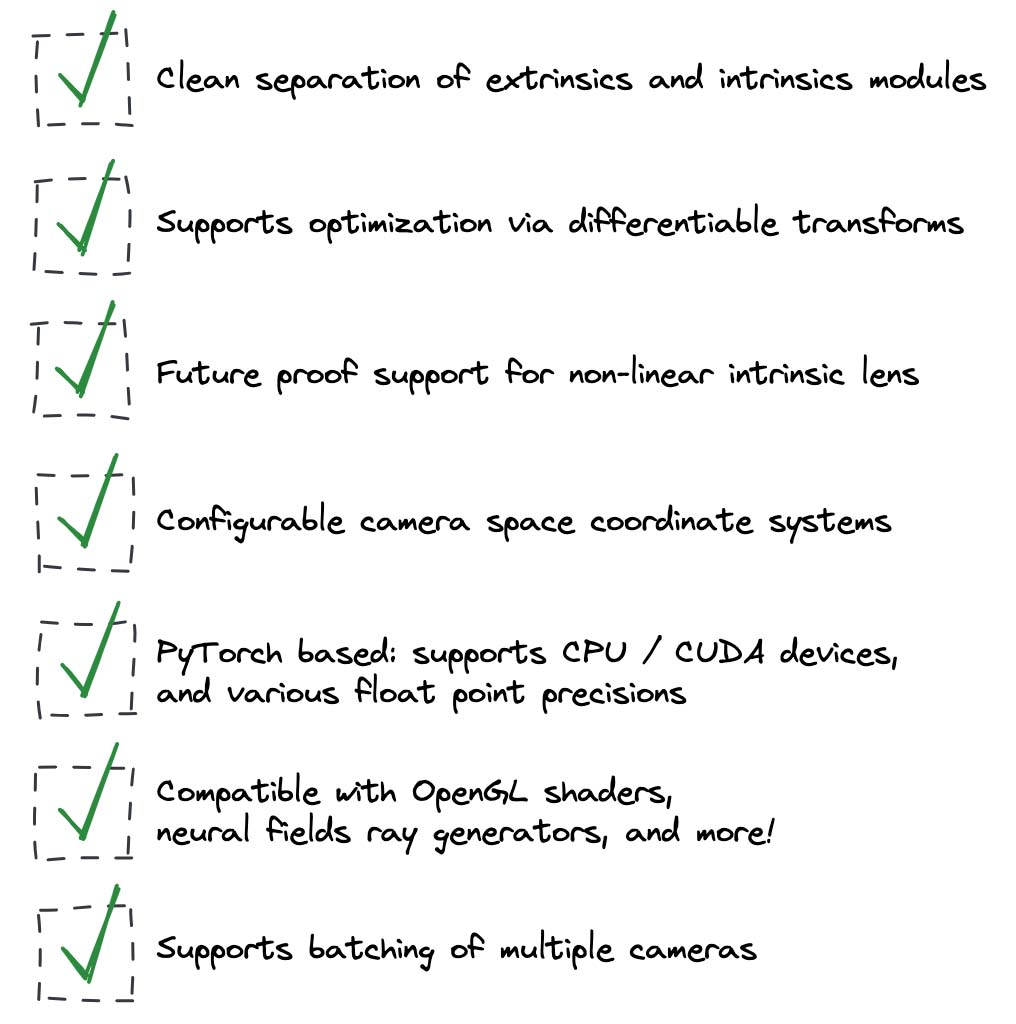 Clean separation of extrinsics and intrinsics modules
Supports optimization via differentiable transforms
Future proof support for non-linear intrinsic lens
Configurable camera space coordinate systems
PyTorch based: supports CPU / CUDA devices,
and various float point precisions
Compatible with OpenGL shaders,
neural fields ray generators, and more!
Supports batching of multiple cameras